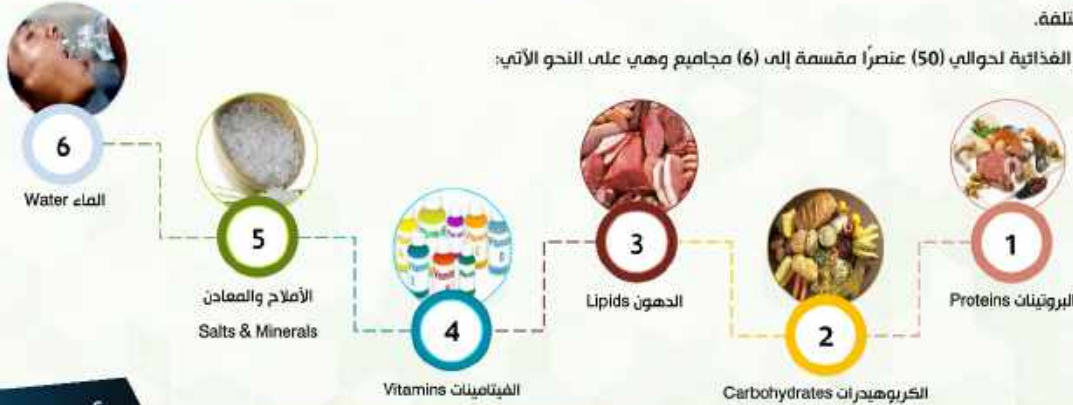 الغذائية لحوالي (50) عنصرًا مقسمة إلى (6) مجاميع وهي على النحو الآتي:
1
البروتينات Proteins
2
الكربوهيدرات Carbohydrates
3
الدهون Lipids
4
الفيتامينات Vitamins
5
الأملاح والمعادن
Salts & Minerals
6
الماء Water